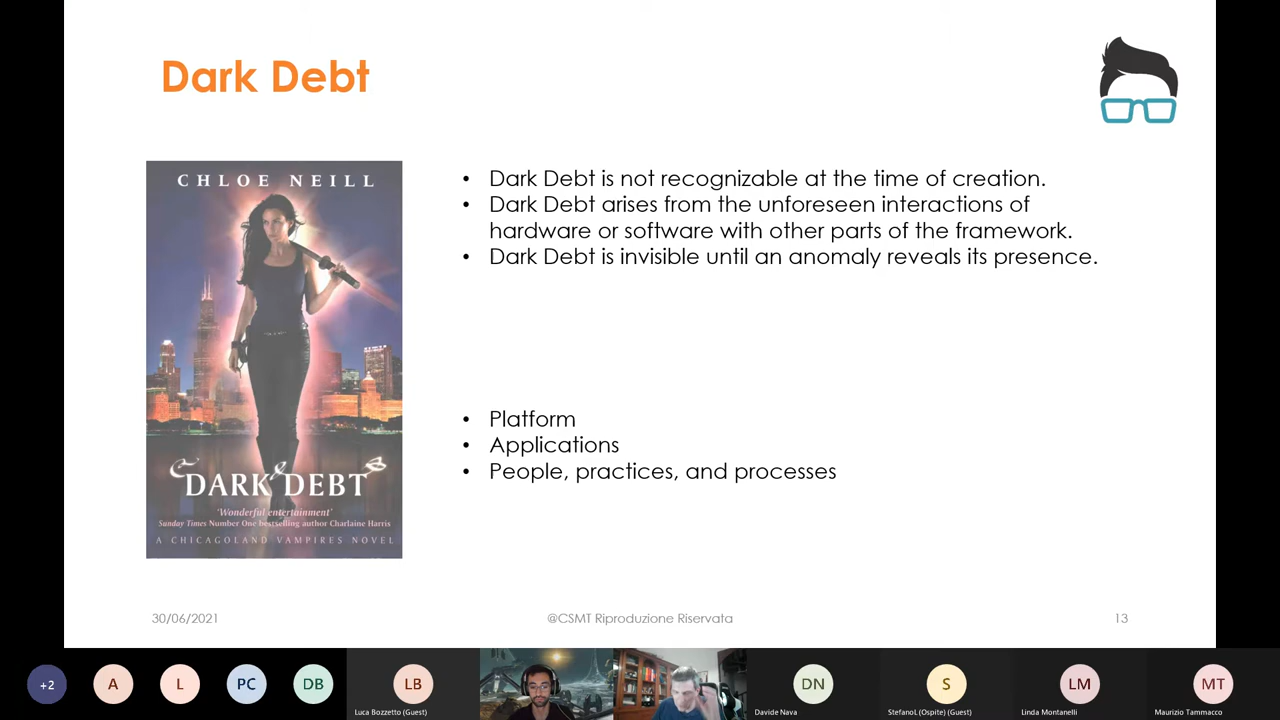 Dark Debt
CHLOE NEILL
DARK DEBT
'Wonderful entertainment'
Sunday Times Number One bestselling author Charlaine Harris
A CHICAGOLAND VAMPIRES NOVEL
• Dark Debt is not recognizable at the time of creation.
• Dark Debt arises from the unforeseen interactions of
hardware or software with other parts of the framework.
• Dark Debt is invisible until an anomaly reveals its presence.
• Platform
• Applications
• People, practices, and processes
30/06/2021
@CSMT Riproduzione Riservata
13
+2
A
L
PC
DB
LB
Luca Bozzetto (Guest)
DN
Davide Nava
S
StefanoL (Ospite) (Guest)
LM
Linda Montanelli
MT
Maurizio Tammacco